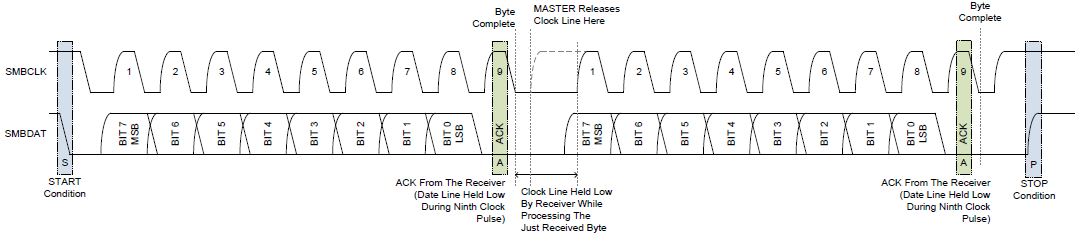 Byte
Complete
MASTER Releases
Clock Line Here
Byte
Complete
SMBCLK
1
2
3
4
5
6
7
8
9
1
2
3
4
5
6
7
8
9
SMBDAT
BIT 7
MSB
BIT 6
BIT 5
BIT 4
BIT 3
BIT 2
BIT 1
BIT 0
LSB
ACK
BIT 7
MSB
BIT 6
BIT 5
BIT 4
BIT 3
BIT 2
BIT 1
BIT 0
LSB
ACK
S
A
A
P
START
Condition
ACK From The Receiver
(Date Line Held Low
During Ninth Clock
Pulse)
Clock Line Held Low
By Receiver While
Processing The
Just Received Byte
ACK From The Receiver
(Date Line Held Low
During Ninth Clock
Pulse)
STOP
Condition